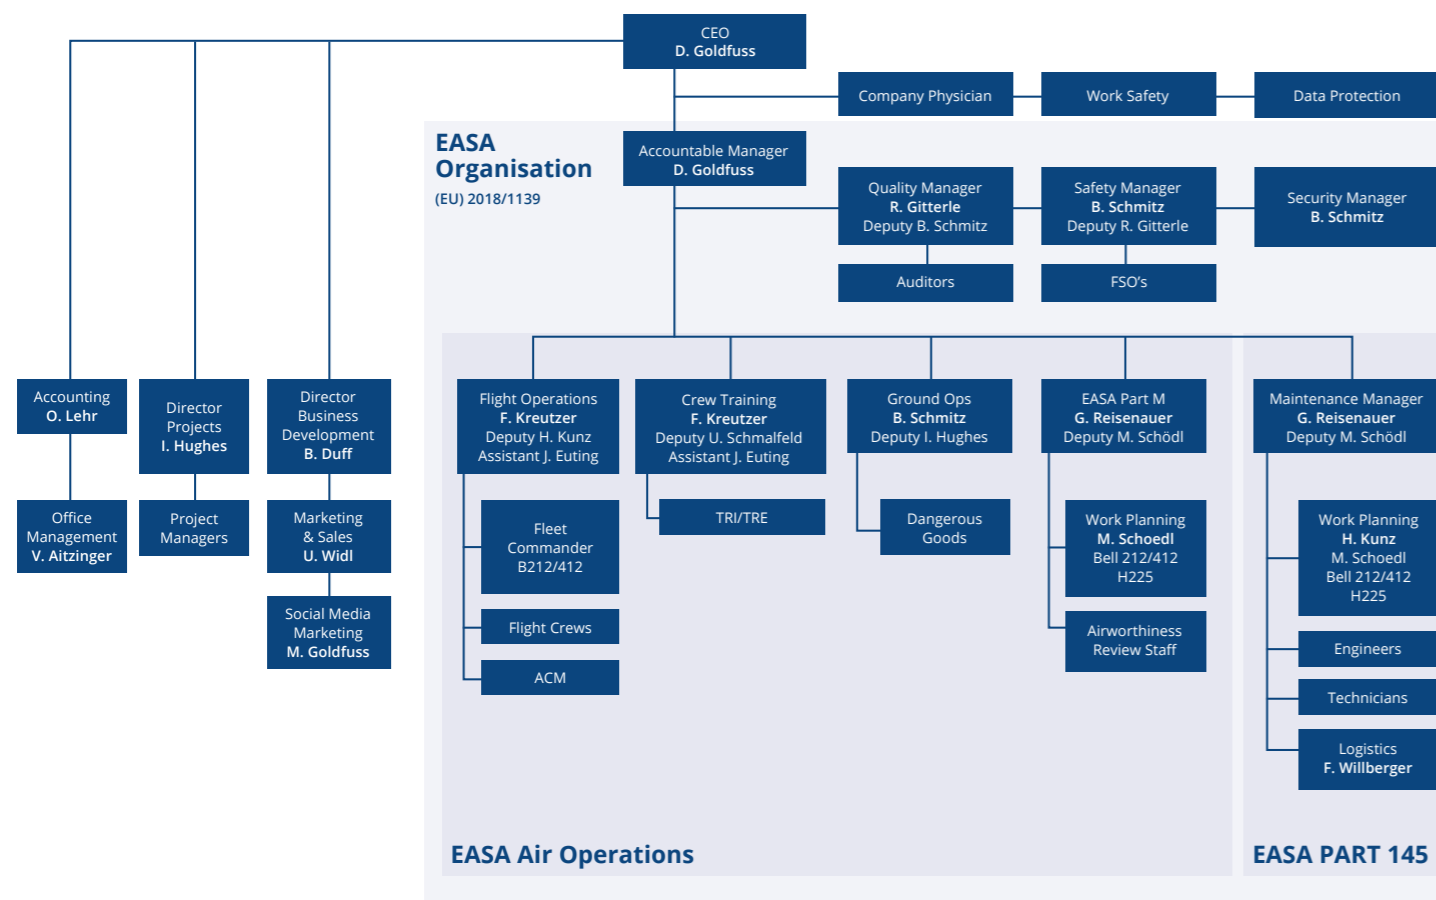 CEO
D. Goldfuss
Company Physician
Work Safety
Data Protection
EASA
Organisation
(EU) 2018/1139
Accountable Manager
D. Goldfuss
Quality Manager
R. Gitterle
Deputy B. Schmitz
Safety Manager
B. Schmitz
Deputy R. Gitterle
Security Manager
B. Schmitz
Auditors
FSO's
Accounting
O. Lehr
Director
Projects
I. Hughes
Director
Business
Development
B. Duff
Flight Operations
F. Kreutzer
Deputy H. Kunz
Assistant J. Euting
Crew Training
F. Kreutzer
Deputy U. Schmalfeld
Assistant J. Euting
Ground Ops
B. Schmitz
Deputy I. Hughes
EASA Part M
G. Reisenauer
Deputy M. Schödl
Maintenance Manager
G. Reisenauer
Deputy M. Schödl
Office
Management
V. Aitzinger
Project
Managers
Marketing
& Sales
U. Widl
Social Media
Marketing
M. Goldfuss
Fleet
Commander
B212/412
Flight Crews
ACM
TRI/TRE
Dangerous
Goods
Work Planning
M. Schoedl
Bell 212/412
H225
Airworthiness
Review Staff
Work Planning
H. Kunz
M. Schoedl
Bell 212/412
H225
Engineers
Technicians
Logistics
F. Willberger
EASA Air Operations
EASA PART 145